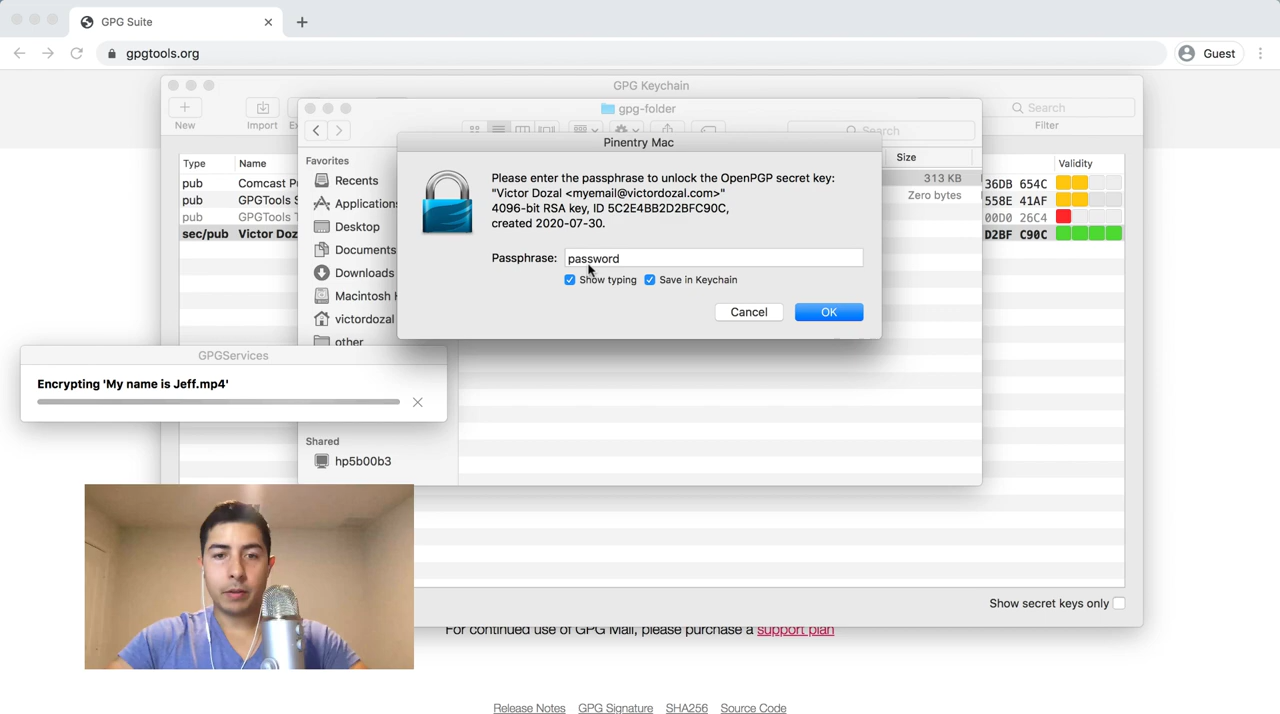 GPG Suite
gpgtools.org
Guest
GPG Keychain
gpg-folder
New
Import
Search
Search
Filter
Type
Name
Size
Validity
pub
Comcast
313 KB
36DB 654C
pub
GPGTools S
Zero bytes
558E 41AF
pub
GPGTools
00D0 26C4
sec/pub
Victor Doz
D2BF C90C
Favorites
Recents
Applications
Desktop
Documents
Downloads
Macintosh
victordozal
other
Shared
hp5b00b3
Pinentry Mac
Please enter the passphrase to unlock the OpenPGP secret key:
"Victor Dozal <myemail@victordozal.com>"
4096-bit RSA key, ID 5C2E4BB2D2BFC90C,
created 2020-07-30.
Passphrase:
password
Show typing
Save in Keychain
Cancel
OK
GPGServices
Encrypting 'My name is Jeff.mp4'
Show secret keys only
For continued use of GPG Mail, please purchase a support plan
Release Notes GPG Signature SHA256 Source Code